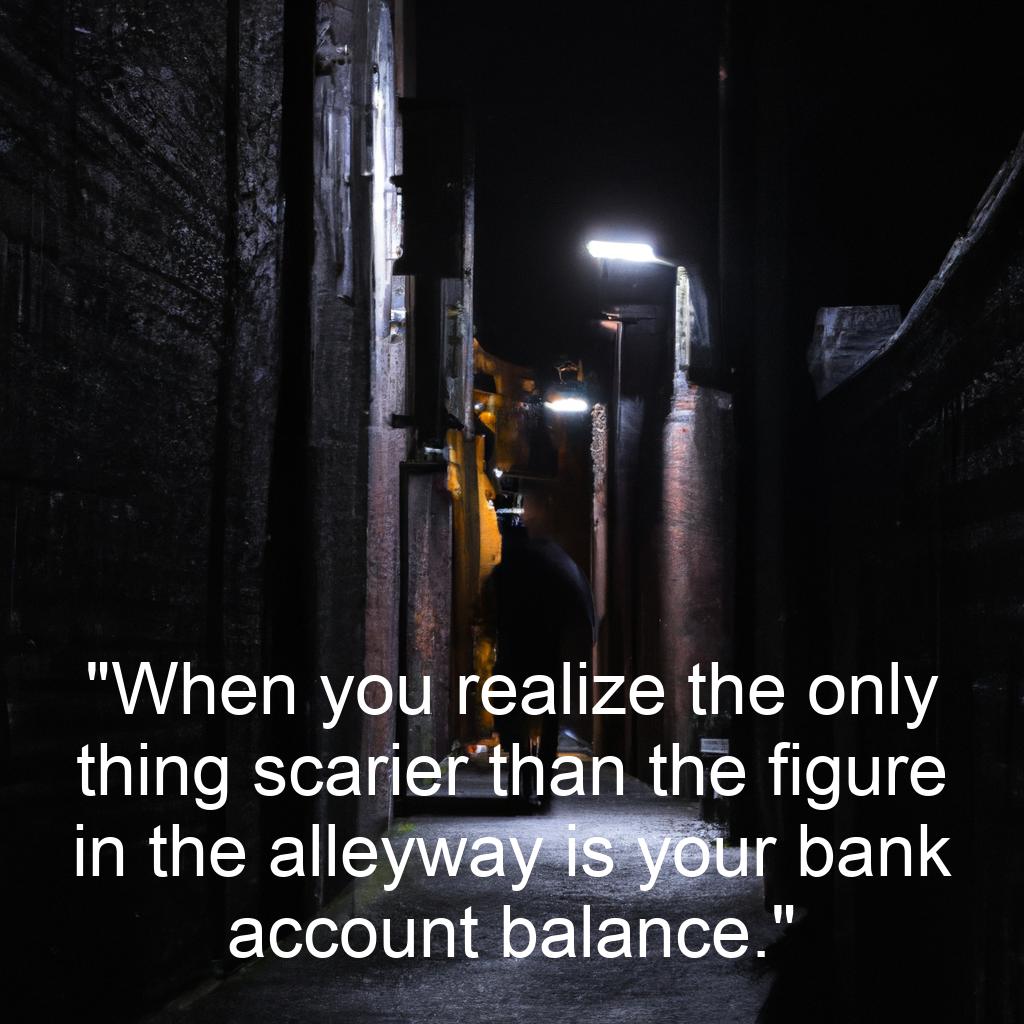 "When you realize the only
thing scarier than the figure
in the alleyway is your bank
account balance."